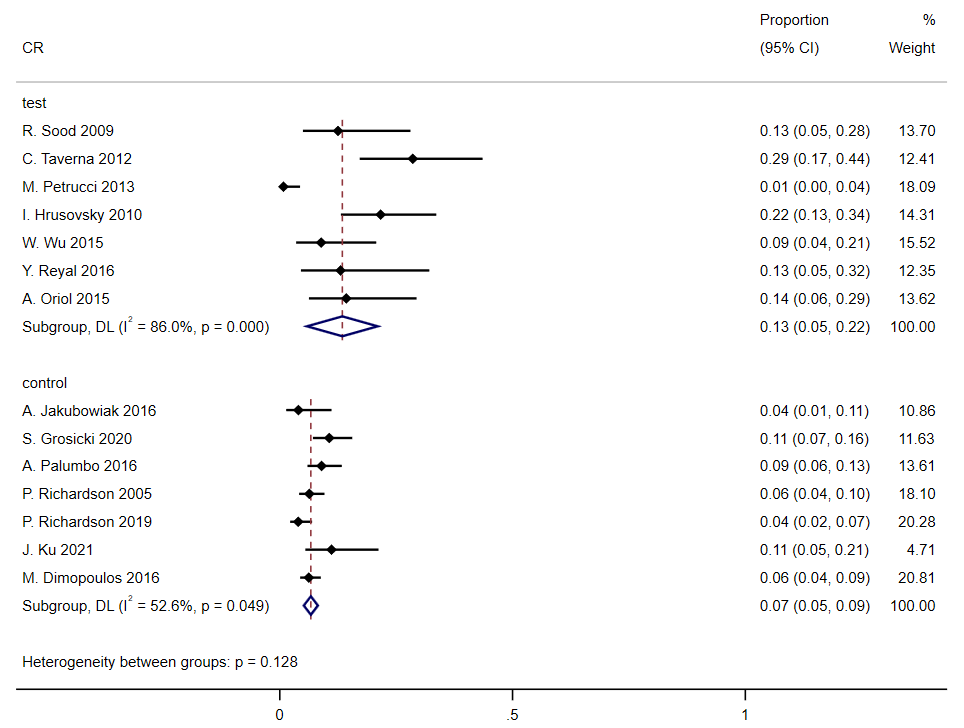 Proportion %
CR (95% CI) Weight
test
R. Sood 2009 0.13 (0.05, 0.28) 13.70
C. Taverna 2012 0.29 (0.17, 0.44) 12.41
M. Petrucci 2013 0.01 (0.00, 0.04) 18.09
I. Hrusovsky 2010 0.22 (0.13, 0.34) 14.31
W. Wu 2015 0.09 (0.04, 0.21) 15.52
Y. Reyal 2016 0.13 (0.05, 0.32) 12.35
A. Oriol 2015 0.14 (0.06, 0.29) 13.62
Subgroup, DL (I² = 86.0%, p = 0.000) 0.13 (0.05, 0.22) 100.00
control
A. Jakubowiak 2016 0.04 (0.01, 0.11) 10.86
S. Grosicki 2020 0.11 (0.07, 0.16) 11.63
A. Palumbo 2016 0.09 (0.06, 0.13) 13.61
P. Richardson 2005 0.06 (0.04, 0.10) 18.10
P. Richardson 2019 0.04 (0.02, 0.07) 20.28
J. Ku 2021 0.11 (0.05, 0.21) 4.71
M. Dimopoulos 2016 0.06 (0.04, 0.09) 20.81
Subgroup, DL (I² = 52.6%, p = 0.049) 0.07 (0.05, 0.09) 100.00
Heterogeneity between groups: p = 0.128
0 .5 1